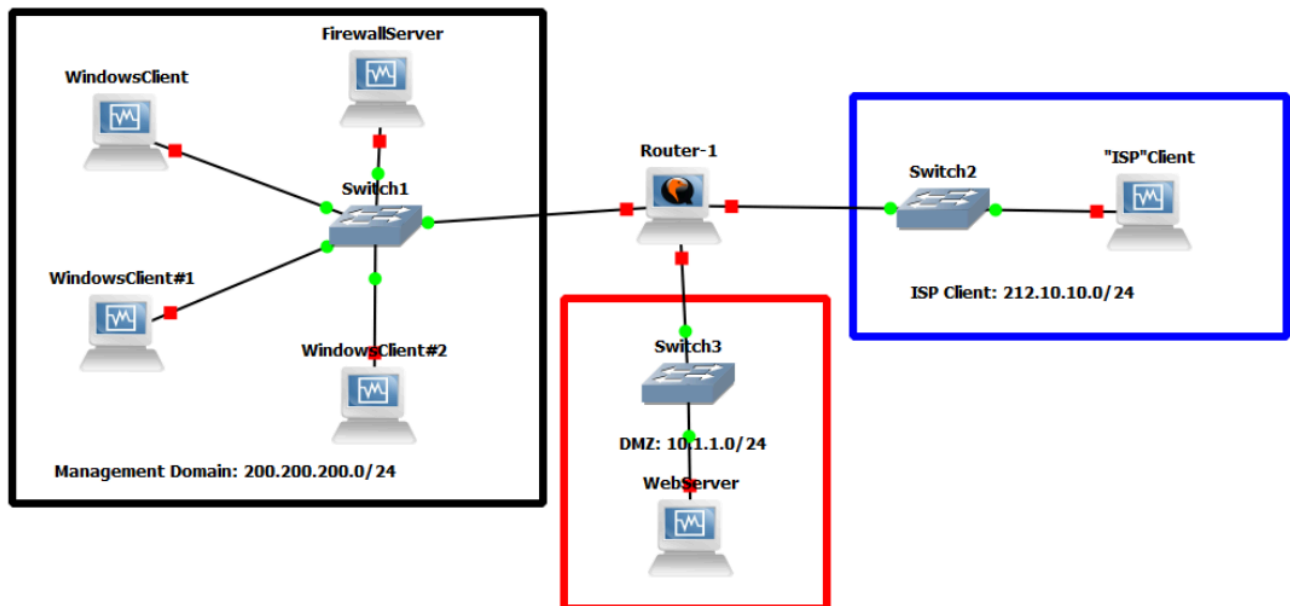 FirewallServer
WindowsClient
Switch1
WindowsClient#1
WindowsClient#2
Management Domain: 200.200.200.0/24
Router-1
Switch3
DMZ: 10.1.1.0/24
WebServer
Switch2
"ISP"Client
ISP Client: 212.10.10.0/24